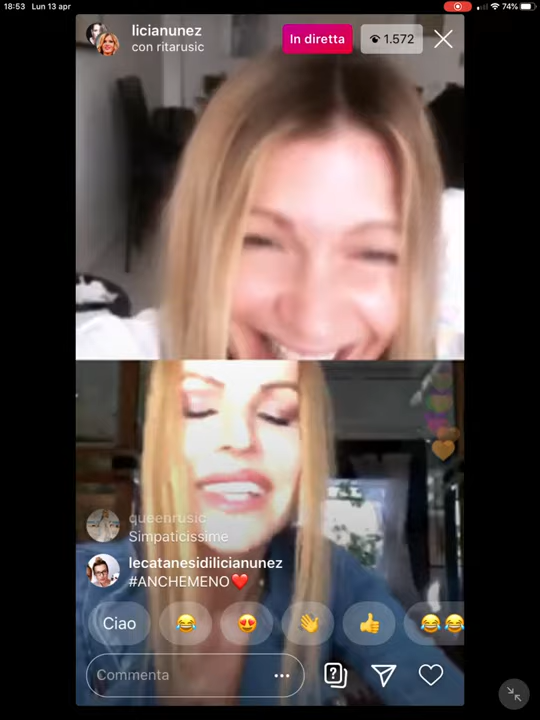 18:53 Lun 13 apr 74%
licianunez
con ritarusic
In diretta
1.572
queenrusic
Simpaticissime
lecatanesidilicianunez
#ANCHEMENO❤️
Ciao
Commenta